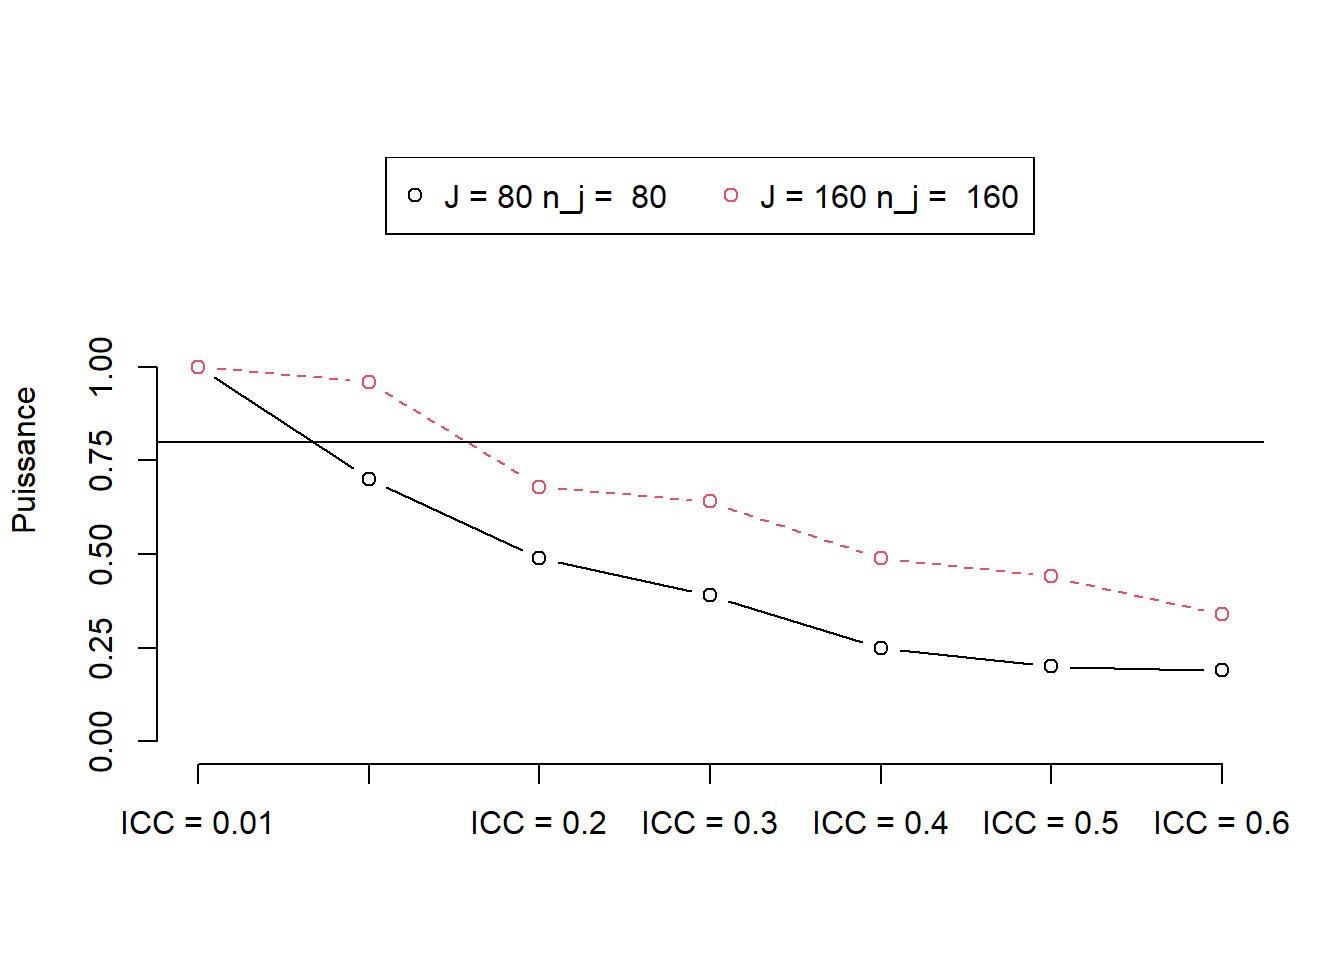 J = 80 n_j =  80
J = 160 n_j =  160
Puissance
1.00
0.75
0.50
0.25
0.00
ICC = 0.01
ICC = 0.2
ICC = 0.3
ICC = 0.4
ICC = 0.5
ICC = 0.6